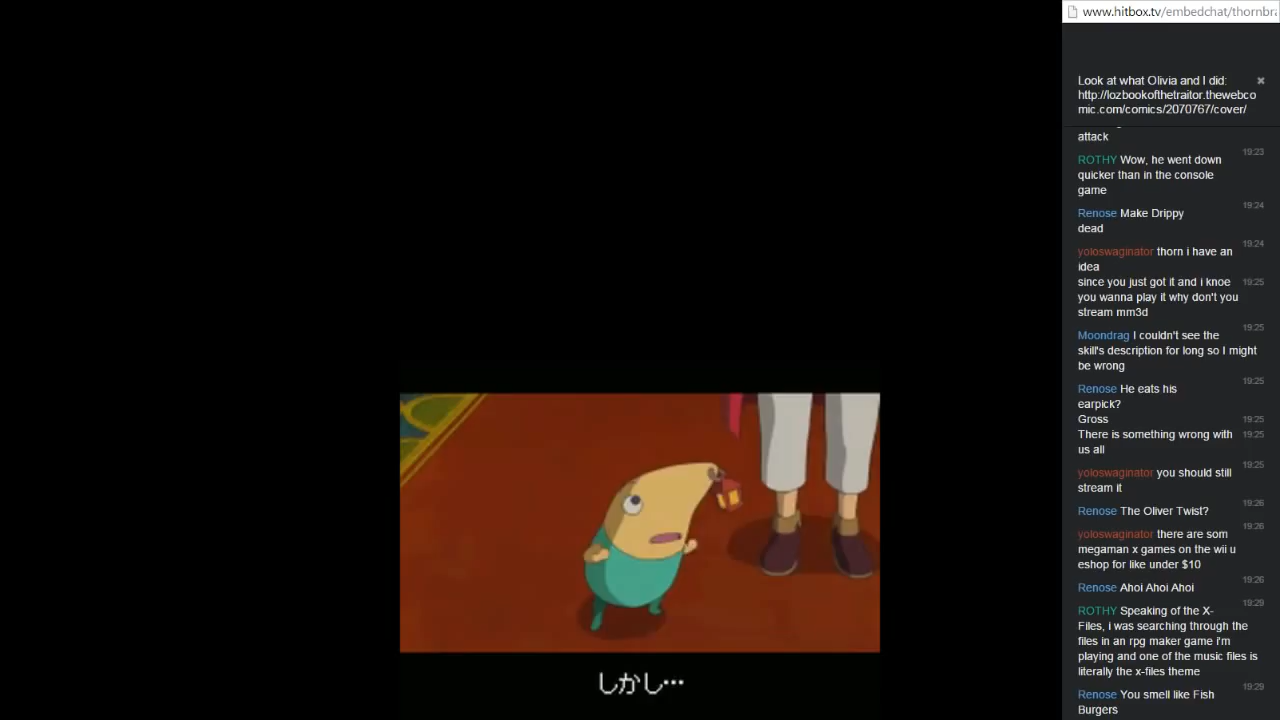 www.hitbox.tv/embedchat/thornbra
Look at what Olivia and I did:
http://lozbookofthetraitor.thewebco
mic.com/comics/2070767/cover/
attack
19:23
ROTHY Wow, he went down
quicker than in the console
game
19:24
Renose Make Drippy
dead
19:24
yoloswaginator thorn i have an
idea
since you just got it and i knoe 19:25
you wanna play it why don't you
stream mm3d
19:25
Moondrag I couldn't see the
skill's description for long so I might
be wrong
19:25
Renose He eats his
earpick?
Gross 19:25
There is something wrong with 19:25
us all
19:25
yoloswaginator you should still
stream it
19:26
Renose The Oliver Twist?
19:26
yoloswaginator there are som
megaman x games on the wii u
eshop for like under $10
19:26
Renose Ahoi Ahoi Ahoi
19:29
ROTHY Speaking of the X-
Files, i was searching through the
files in an rpg maker game i'm
playing and one of the music files is
literally the x-files theme
19:29
Renose You smell like Fish
Burgers
しかし…